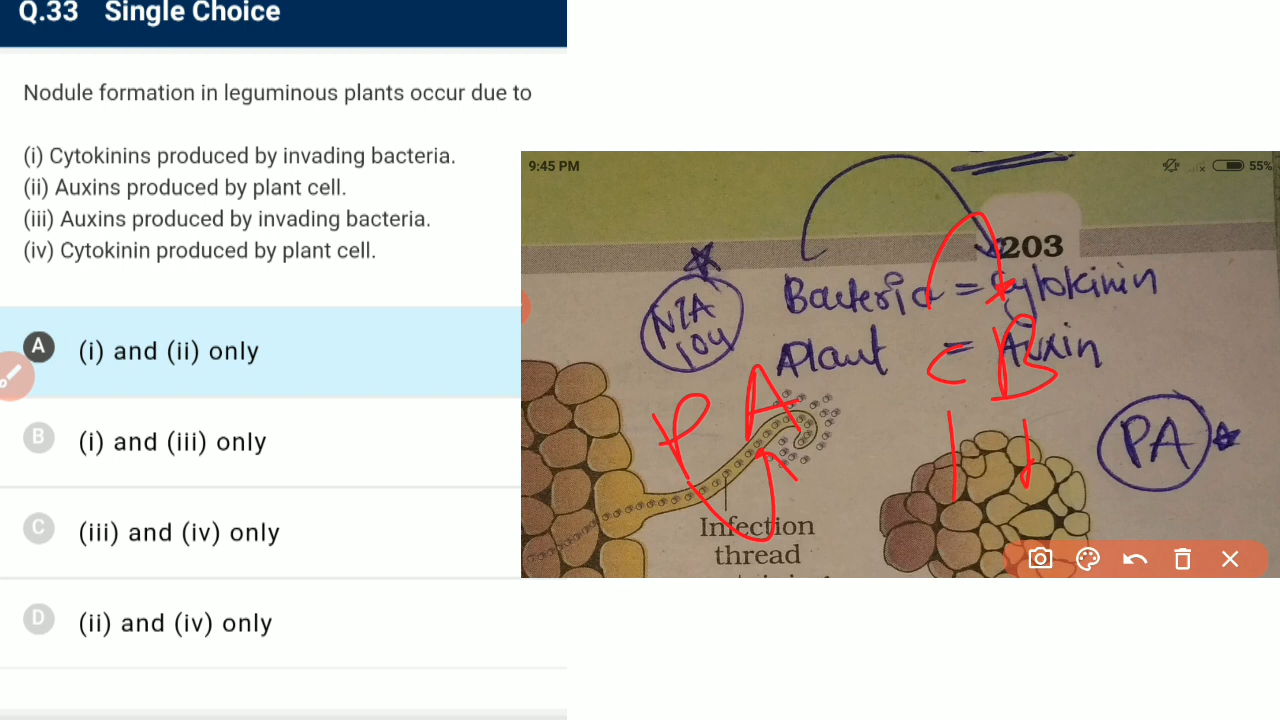 Q.33 Single Choice
Nodule formation in leguminous plants occur due to
(i) Cytokinins produced by invading bacteria.
(ii) Auxins produced by plant cell.
(iii) Auxins produced by invading bacteria.
(iv) Cytokinin produced by plant cell.
A (i) and (ii) only
B (i) and (iii) only
C (iii) and (iv) only
D (ii) and (iv) only
9:45 PM
55%
203
Bacteria = Cytokinin
Plant = Auxin
PA
C B
P A
Infection
thread